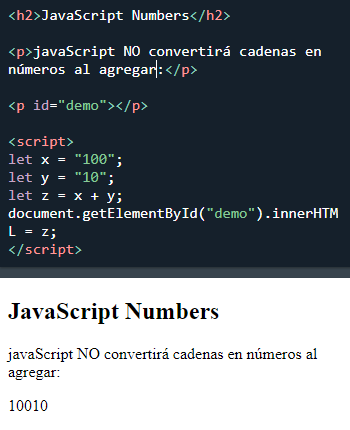 <h2>JavaScript Numbers</h2>
<p>javaScript NO convertirá cadenas en
números al agregar:</p>
<p id="demo"></p>
<script>
let x = "100";
let y = "10";
let z = x + y;
document.getElementById("demo").innerHTM
L = z;
</script>
JavaScript Numbers
javaScript NO convertirá cadenas en números al
agregar:
10010